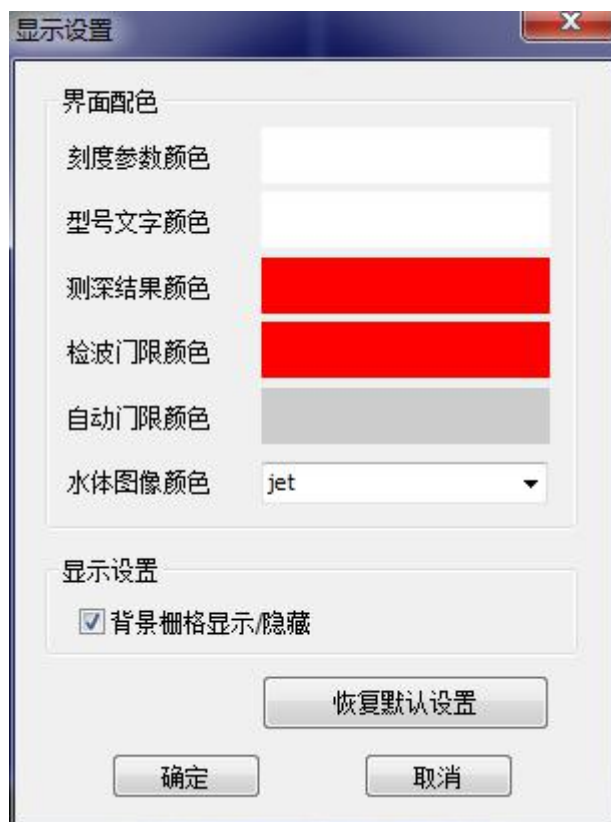 显示设置
界面配色
刻度参数颜色
型号文字颜色
测深结果颜色
检波门限颜色
自动门限颜色
水体图像颜色 jet
显示设置
背景栅格显示/隐藏
恢复默认设置
确定 取消